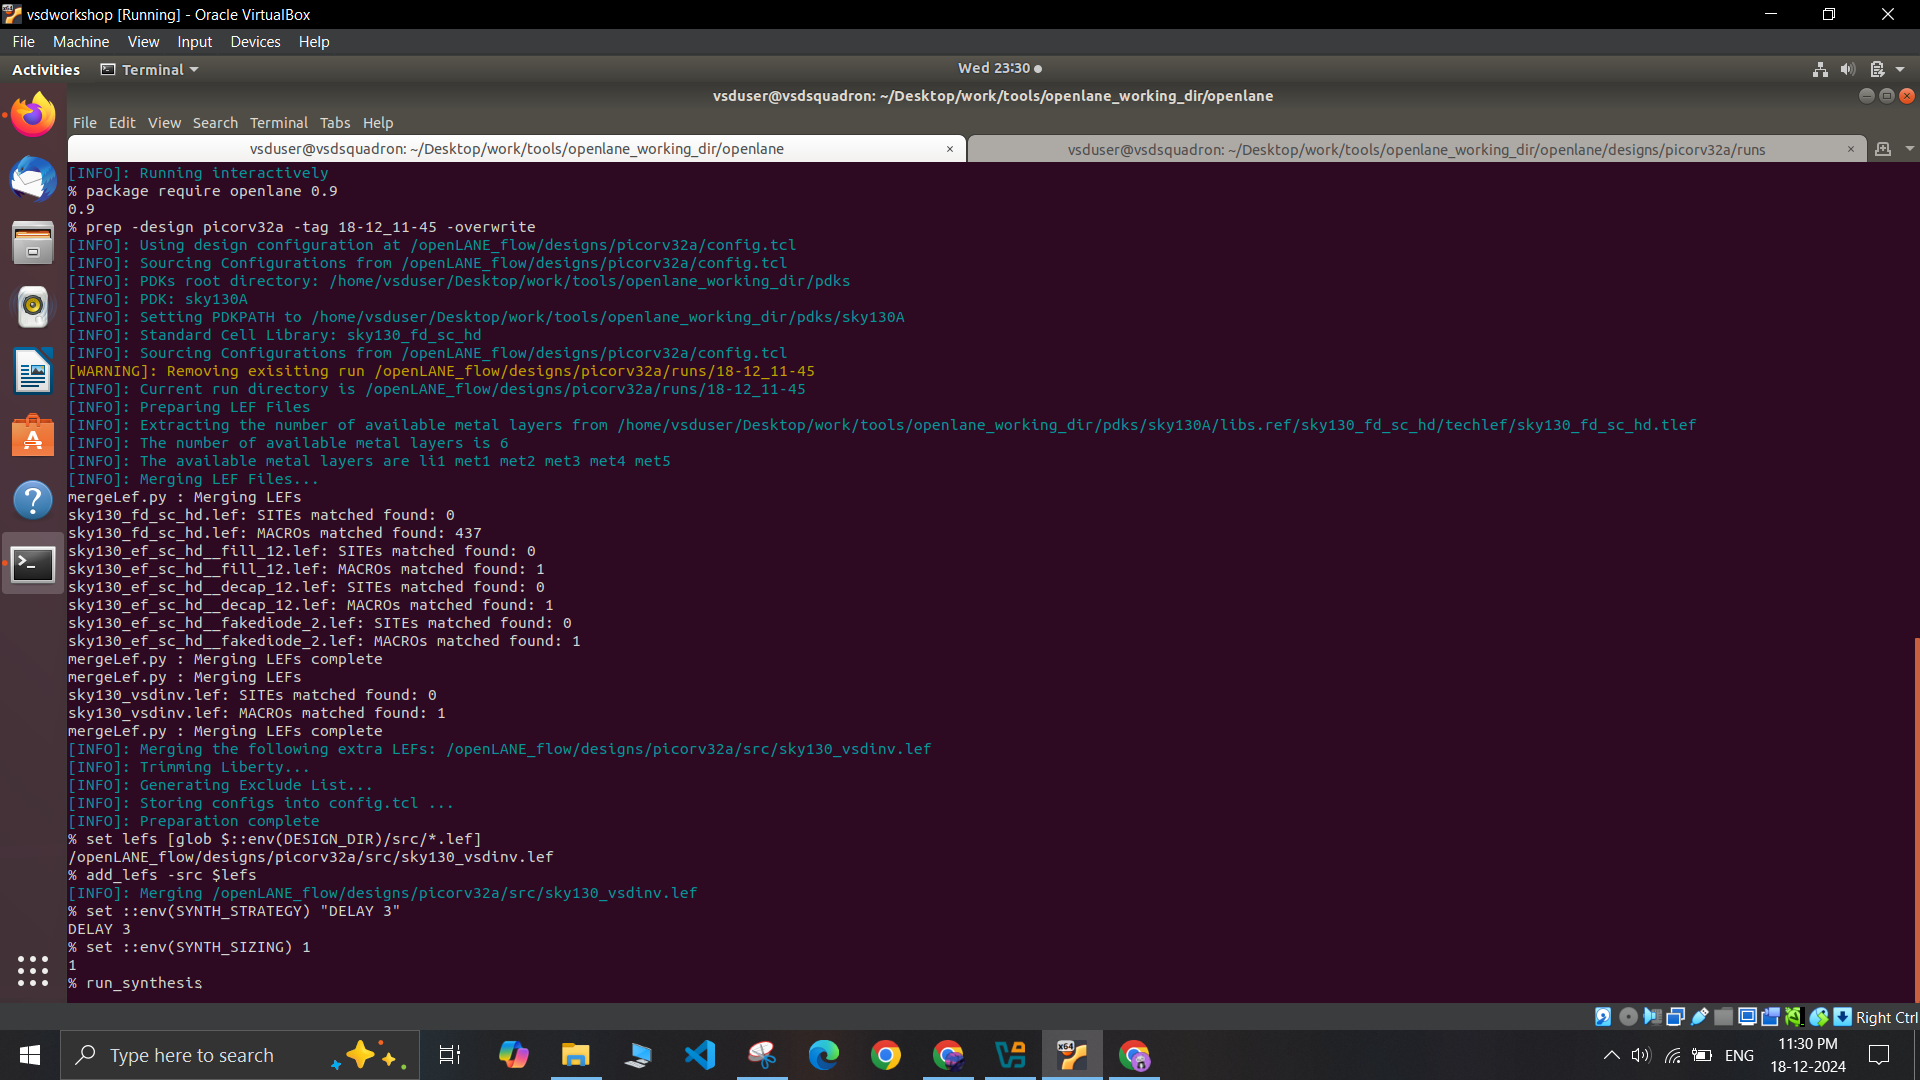 vsdworkshop [Running] - Oracle VirtualBox
File Machine View Input Devices Help
Activities Terminal Wed 23:30
vsduser@vsdsquadron: ~/Desktop/work/tools/openlane_working_dir/openlane
File Edit View Search Terminal Tabs Help
vsduser@vsdsquadron: ~/Desktop/work/tools/openlane_working_dir/openlane × vsduser@vsdsquadron: ~/Desktop/work/tools/openlane_working_dir/openlane/designs/picorv32a/runs ×
[INFO]: Running interactively
% package require openlane 0.9
0.9
% prep -design picorv32a -tag 18-12_11-45 -overwrite
[INFO]: Using design configuration at /openLANE_flow/designs/picorv32a/config.tcl
[INFO]: Sourcing Configurations from /openLANE_flow/designs/picorv32a/config.tcl
[INFO]: PDKs root directory: /home/vsduser/Desktop/work/tools/openlane_working_dir/pdks
[INFO]: PDK: sky130A
[INFO]: Setting PDKPATH to /home/vsduser/Desktop/work/tools/openlane_working_dir/pdks/sky130A
[INFO]: Standard Cell Library: sky130_fd_sc_hd
[INFO]: Sourcing Configurations from /openLANE_flow/designs/picorv32a/config.tcl
[WARNING]: Removing exisiting run /openLANE_flow/designs/picorv32a/runs/18-12_11-45
[INFO]: Current run directory is /openLANE_flow/designs/picorv32a/runs/18-12_11-45
[INFO]: Preparing LEF Files
[INFO]: Extracting the number of available metal layers from /home/vsduser/Desktop/work/tools/openlane_working_dir/pdks/sky130A/libs.ref/sky130_fd_sc_hd/techlef/sky130_fd_sc_hd.tlef
[INFO]: The number of available metal layers is 6
[INFO]: The available metal layers are li1 met1 met2 met3 met4 met5
[INFO]: Merging LEF Files...
mergeLef.py : Merging LEFs
sky130_fd_sc_hd.lef: SITEs matched found: 0
sky130_fd_sc_hd.lef: MACROs matched found: 437
sky130_ef_sc_hd__fill_12.lef: SITEs matched found: 0
sky130_ef_sc_hd__fill_12.lef: MACROs matched found: 1
sky130_ef_sc_hd__decap_12.lef: SITEs matched found: 0
sky130_ef_sc_hd__decap_12.lef: MACROs matched found: 1
sky130_ef_sc_hd__fakediode_2.lef: SITEs matched found: 0
sky130_ef_sc_hd__fakediode_2.lef: MACROs matched found: 1
mergeLef.py : Merging LEFs complete
mergeLef.py : Merging LEFs
sky130_vsdinv.lef: SITEs matched found: 0
sky130_vsdinv.lef: MACROs matched found: 1
mergeLef.py : Merging LEFs complete
[INFO]: Merging the following extra LEFs: /openLANE_flow/designs/picorv32a/src/sky130_vsdinv.lef
[INFO]: Trimming Liberty...
[INFO]: Generating Exclude List...
[INFO]: Storing configs into config.tcl ...
[INFO]: Preparation complete
% set lefs [glob $::env(DESIGN_DIR)/src/*.lef]
/openLANE_flow/designs/picorv32a/src/sky130_vsdinv.lef
% add_lefs -src $lefs
[INFO]: Merging /openLANE_flow/designs/picorv32a/src/sky130_vsdinv.lef
% set ::env(SYNTH_STRATEGY) "DELAY 3"
DELAY 3
% set ::env(SYNTH_SIZING) 1
1
% run_synthesis
Right Ctrl
Type here to search
ENG
11:30 PM
18-12-2024